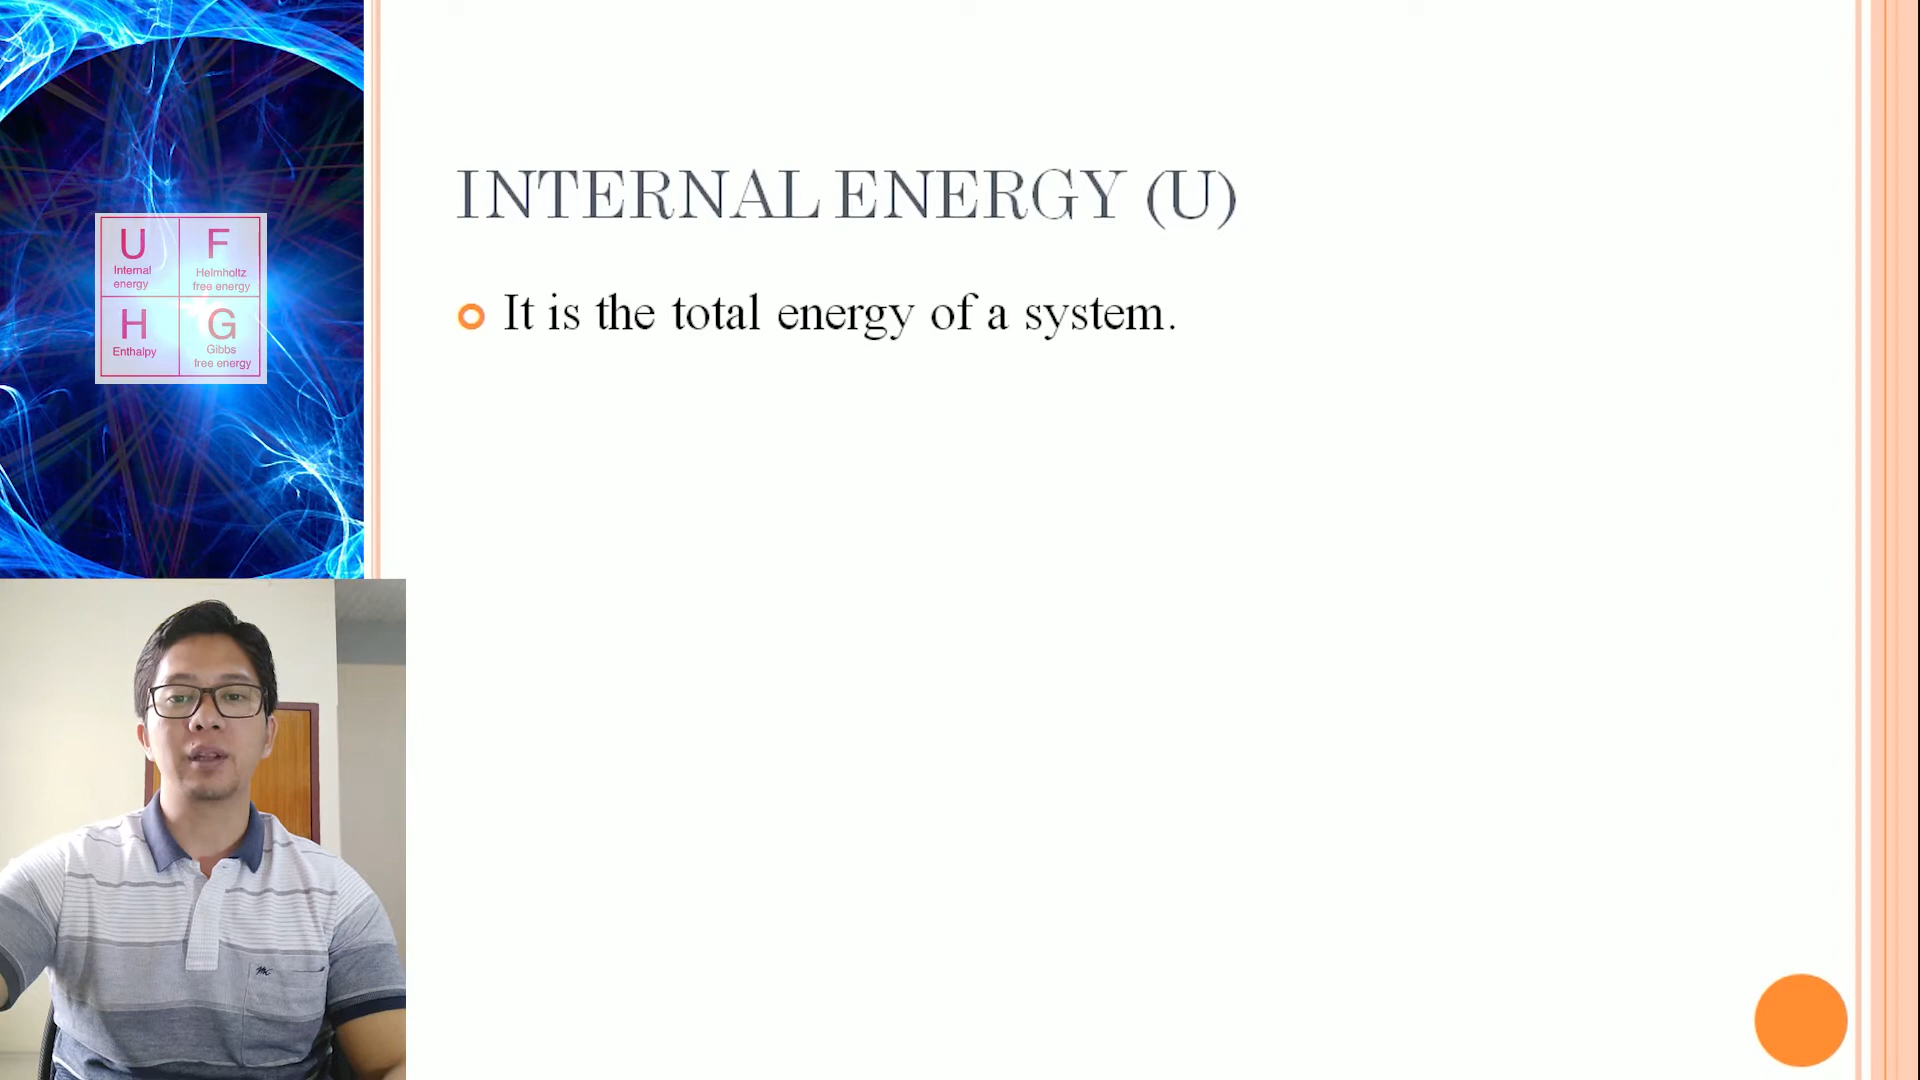 INTERNAL ENERGY (U)
It is the total energy of a system.
U
Internal
energy
F
Helmholtz
free energy
H
Enthalpy
G
Gibbs
free energy